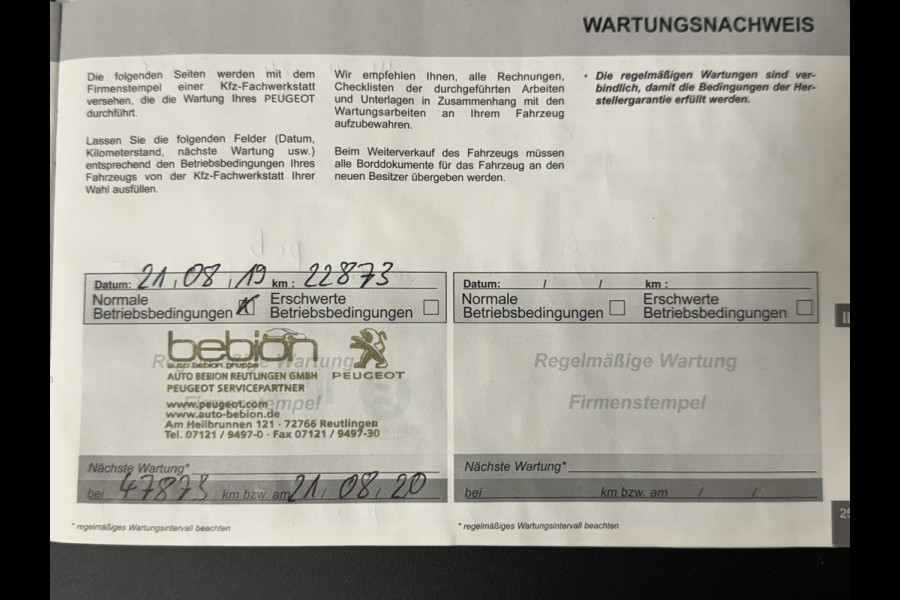 WARTUNGSNACHWEIS
Die folgenden Seiten werden mit dem
Firmenstempel einer Kfz-Fachwerkstatt
versehen, die die Wartung Ihres PEUGEOT
durchführt.
Lassen Sie die folgenden Felder (Datum,
Kilometerstand, nächste Wartung usw.)
entsprechend den Betriebsbedingungen Ihres
Fahrzeugs von der Kfz-Fachwerkstatt Ihrer
Wahl ausfüllen.
Wir empfehlen Ihnen, alle Rechnungen,
Checklisten der durchgeführten Arbeiten
und Unterlagen in Zusammenhang mit den
Wartungsarbeiten an Ihrem Fahrzeug
aufzubewahren.
Beim Weiterverkauf des Fahrzeugs müssen
alle Borddokumente für das Fahrzeug an den
neuen Besitzer übergeben werden.
• Die regelmäßigen Wartungen sind ver-
bindlich, damit die Bedingungen der Her-
stellergarantie erfüllt werden.
Datum: 21/08/19 km: 22873
Normale
Betriebsbedingungen
Erschwerte
Betriebsbedingungen
Regelmäßige Wartung
Firmenstempel
bebion
auto bebion gruppe
PEUGEOT
AUTO BEBION REUTLINGEN GMBH
PEUGEOT SERVICEPARTNER
www.peugeot.com
www.auto-bebion.de
Am Heilbrunnen 121 · 72766 Reutlingen
Tel. 07121 / 9497-0 · Fax 07121 / 9497-30
Nächste Wartung*
bei 47873 km bzw. am 21/08/20
* regelmäßiges Wartungsintervall beachten
Datum: / / km :
Normale
Betriebsbedingungen
Erschwerte
Betriebsbedingungen
Regelmäßige Wartung
Firmenstempel
Nächste Wartung*
bei km bzw. am / /
* regelmäßiges Wartungsintervall beachten